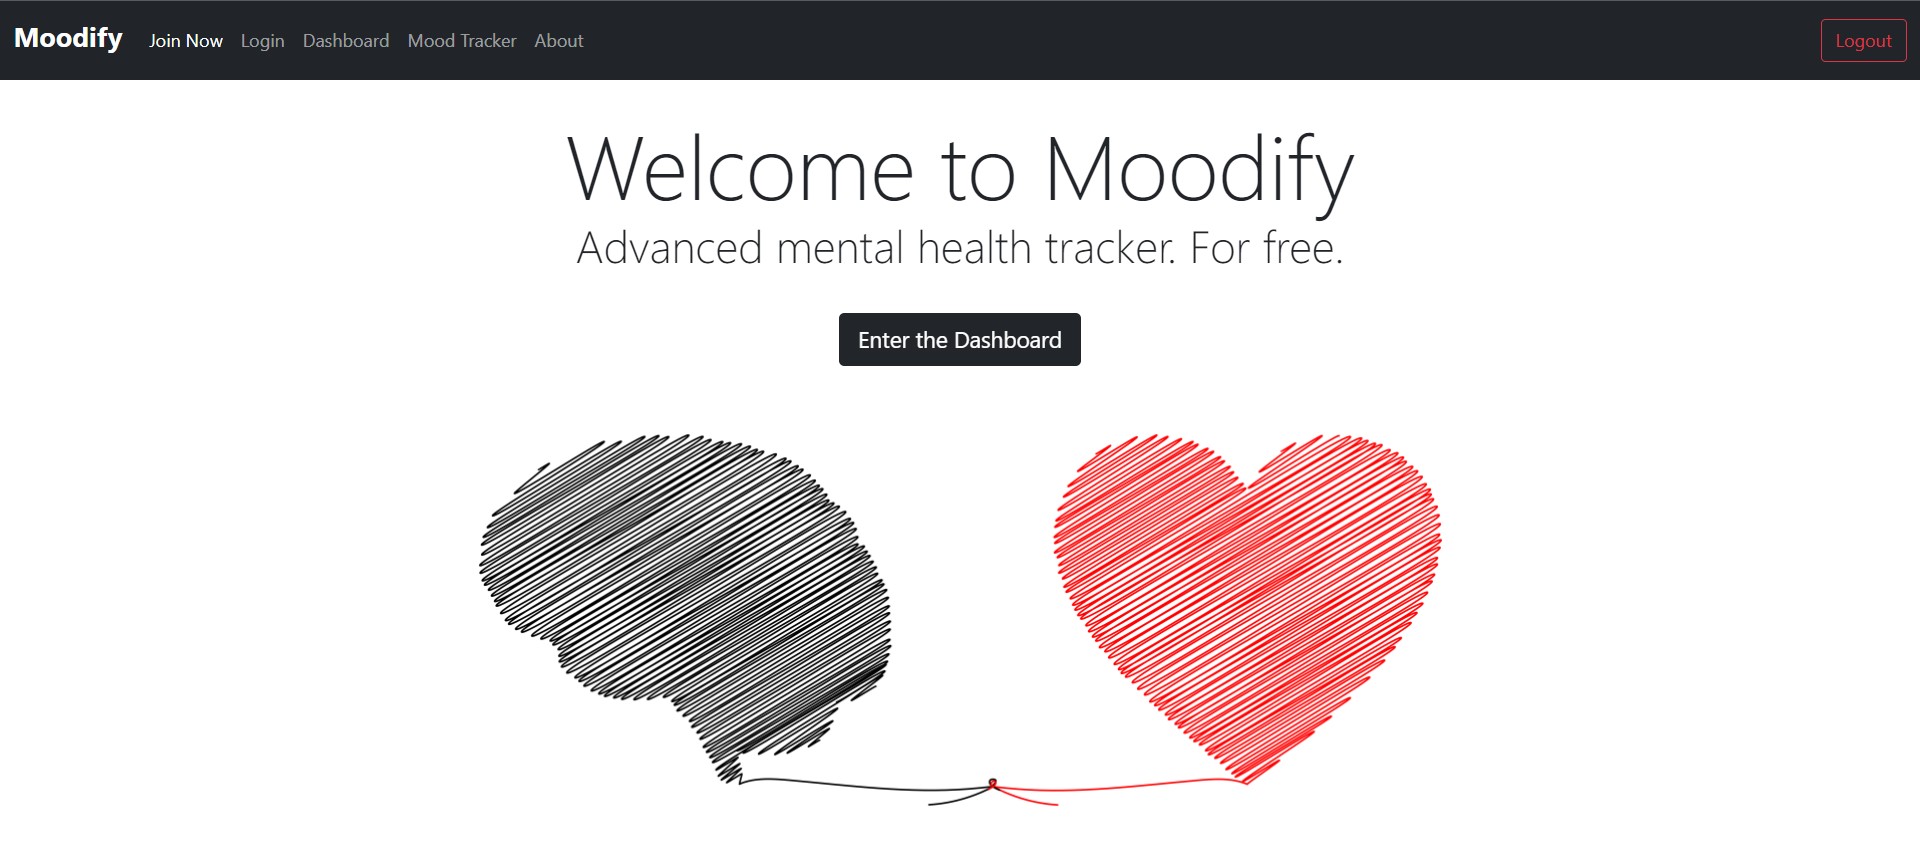 Moodify Join Now Login Dashboard Mood Tracker About Logout
Welcome to Moodify
Advanced mental health tracker. For free.
Enter the Dashboard